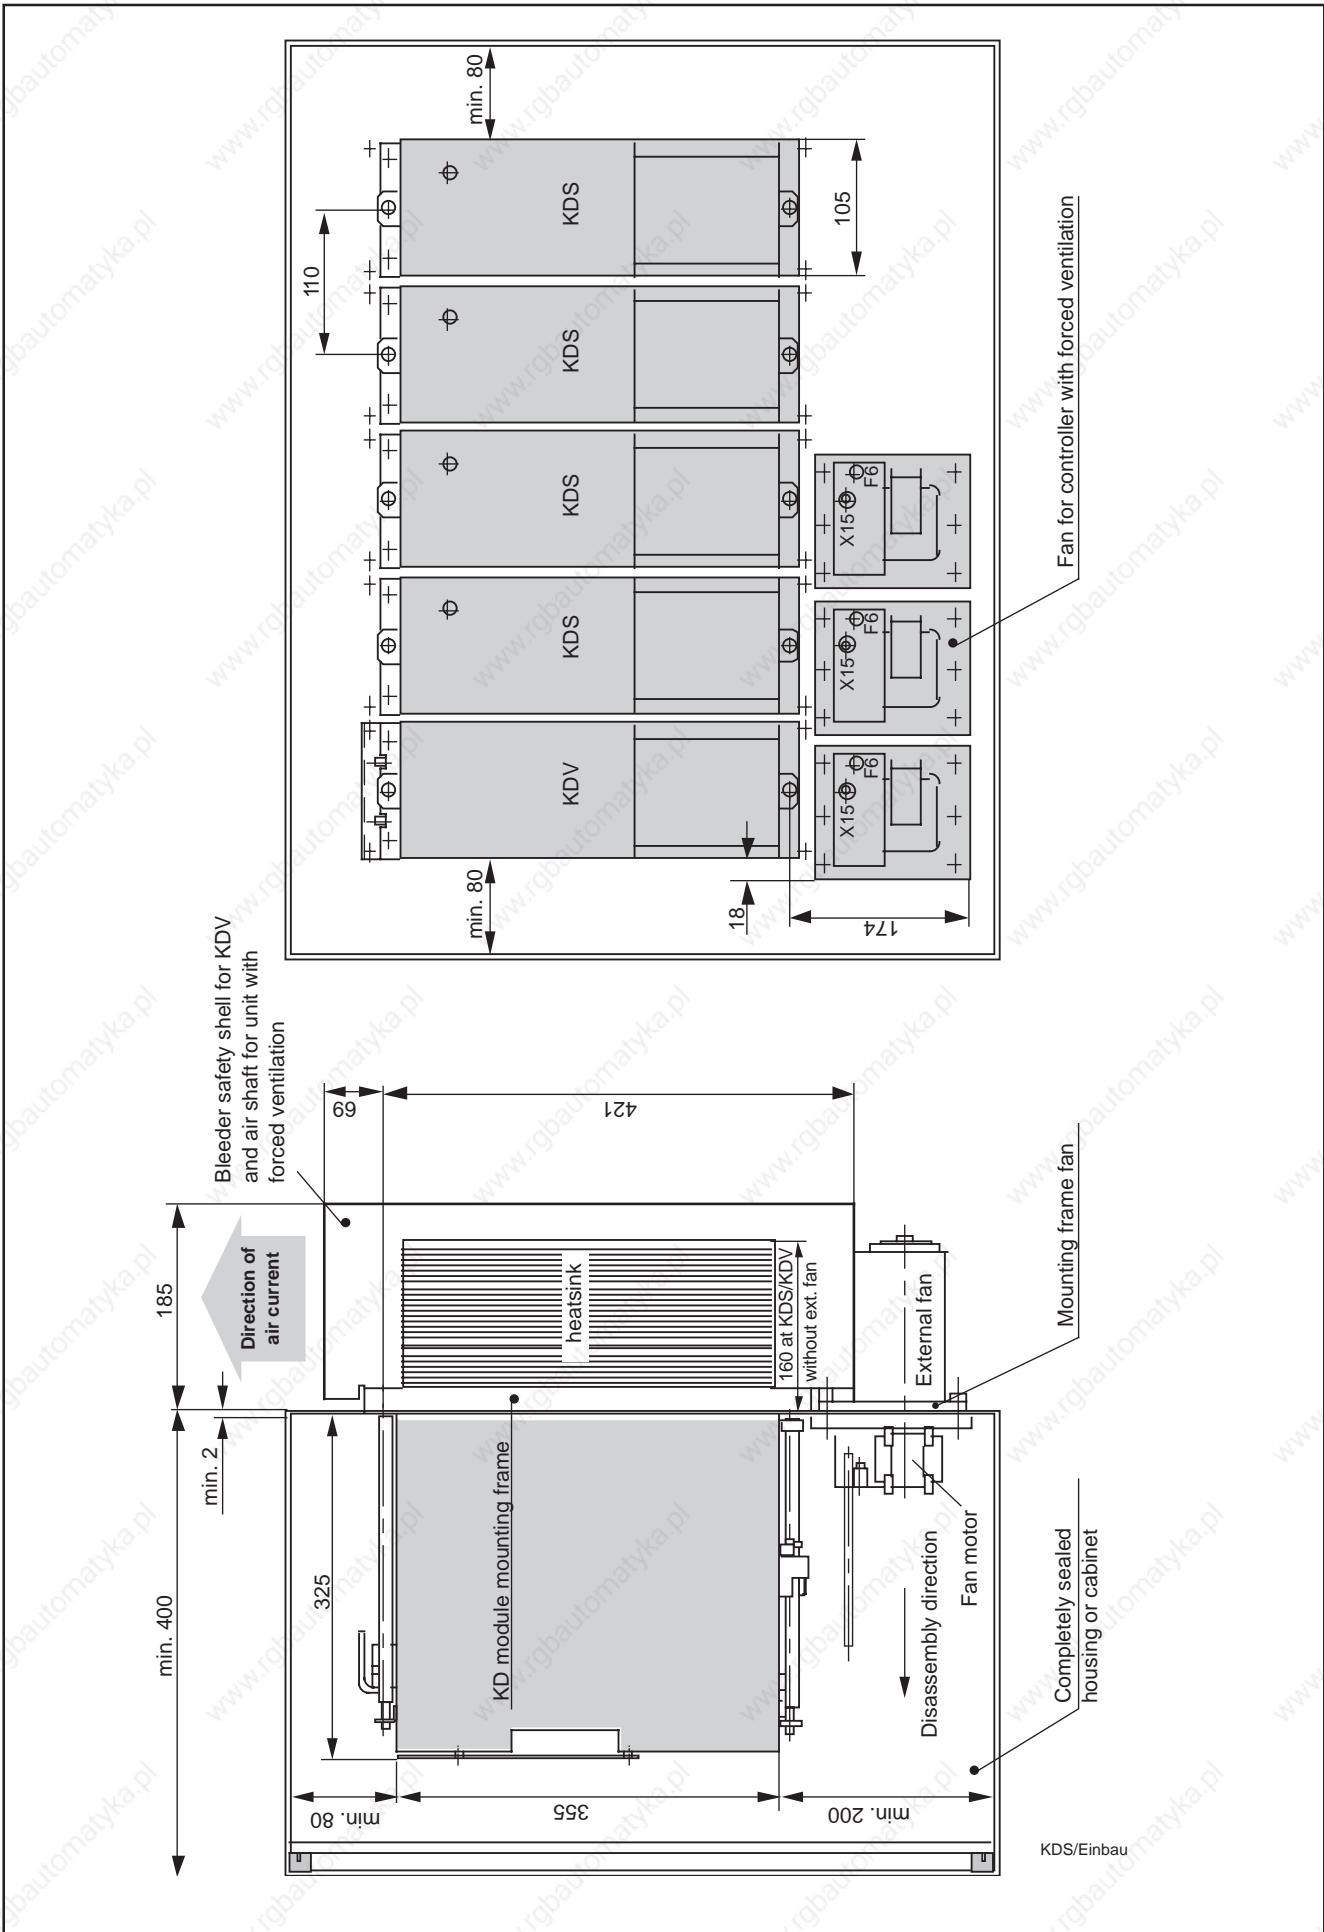 min. 80
110
KDS
105
KDS
KDS
KDS
KDV
X15
F6
X15
F6
X15
F6
Fan for controller with forced ventilation
min. 80
18
174
Bleeder safety shell for KDV
and air shaft for unit with
forced ventilation
69
421
185
Direction of
air current
heatsink
160 at KDS/KDV
without ext. fan
External fan
Mounting frame fan
min. 2
min. 400
325
KD module mounting frame
Disassembly direction
Fan motor
Completely sealed
housing or cabinet
min. 80
355
min. 200
KDS/Einbau
www.rgbautomatyka.pl